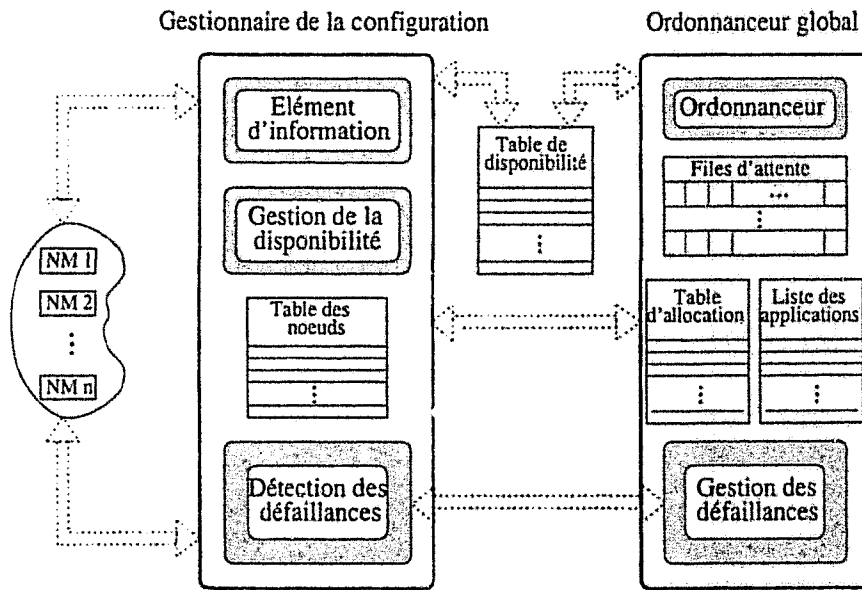 Gestionnaire de la configuration
Ordonnanceur global
Elément
d'information
Gestion de la
disponibilité
Table des
noeuds
Détection des
défaillances
Table de
disponibilité
Ordonnanceur
Files d'attente
Table
d'allocation
Liste des
applications
Gestion des
défaillances
NM 1
NM 2
NM n